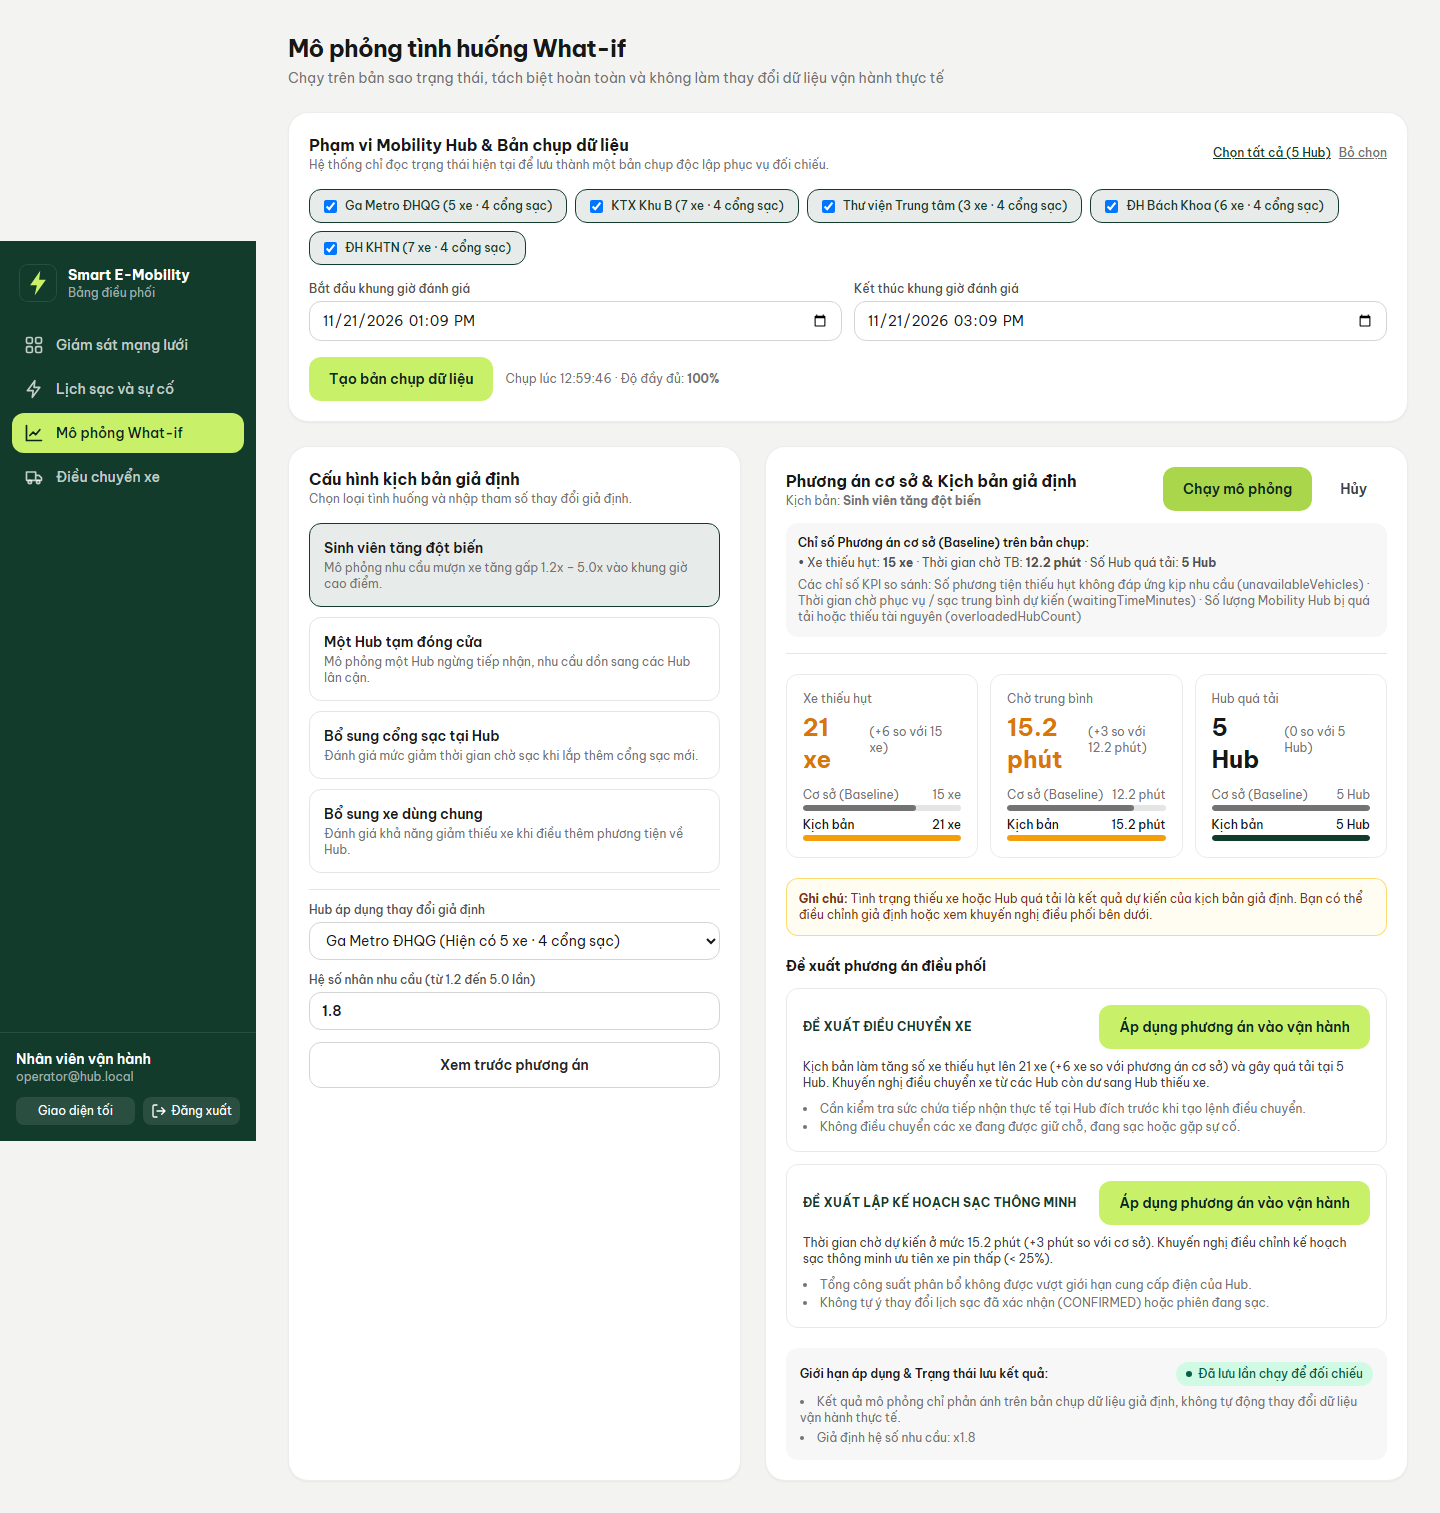 Mô phỏng tình huống What-if
Chạy trên bản sao trạng thái, tách biệt hoàn toàn và không làm thay đổi dữ liệu vận hành thực tế
Phạm vi Mobility Hub & Bản chụp dữ liệu
Hệ thống chỉ đọc trạng thái hiện tại để lưu thành một bản chụp độc lập phục vụ đối chiếu.
Chọn tất cả (5 Hub) Bỏ chọn
Ga Metro ĐHQG (5 xe · 4 cổng sạc)
KTX Khu B (7 xe · 4 cổng sạc)
Thư viện Trung tâm (3 xe · 4 cổng sạc)
ĐH Bách Khoa (6 xe · 4 cổng sạc)
ĐH KHTN (7 xe · 4 cổng sạc)
Bắt đầu khung giờ đánh giá
11/21/2026 01:09 PM
Kết thúc khung giờ đánh giá
11/21/2026 03:09 PM
Tạo bản chụp dữ liệu
Chụp lúc 12:59:46 · Độ đầy đủ: 100%
Smart E-Mobility
Bảng điều phối
Giám sát mạng lưới
Lịch sạc và sự cố
Mô phỏng What-if
Điều chuyển xe
Nhân viên vận hành
operator@hub.local
Giao diện tối
Đăng xuất
Cấu hình kịch bản giả định
Chọn loại tình huống và nhập tham số thay đổi giả định.
Sinh viên tăng đột biến
Mô phỏng nhu cầu mượn xe tăng gấp 1.2x – 5.0x vào khung giờ
cao điểm.
Một Hub tạm đóng cửa
Mô phỏng một Hub ngừng tiếp nhận, nhu cầu dồn sang các Hub
lân cận.
Bổ sung cổng sạc tại Hub
Đánh giá mức giảm thời gian chờ sạc khi lắp thêm cổng sạc mới.
Bổ sung xe dùng chung
Đánh giá khả năng giảm thiếu xe khi điều thêm phương tiện về
Hub.
Hub áp dụng thay đổi giả định
Ga Metro ĐHQG (Hiện có 5 xe · 4 cổng sạc)
Hệ số nhân nhu cầu (từ 1.2 đến 5.0 lần)
1.8
Xem trước phương án
Phương án cơ sở & Kịch bản giả định
Kịch bản: Sinh viên tăng đột biến
Chạy mô phỏng
Hủy
Chỉ số Phương án cơ sở (Baseline) trên bản chụp:
• Xe thiếu hụt: 15 xe · Thời gian chờ TB: 12.2 phút · Số Hub quá tải: 5 Hub
Các chỉ số KPI so sánh: Số phương tiện thiếu hụt không đáp ứng kịp nhu cầu (unavailableVehicles) ·
Thời gian chờ phục vụ / sạc trung bình dự kiến (waitingTimeMinutes) · Số lượng Mobility Hub bị quá
tải hoặc thiếu tài nguyên (overloadedHubCount)
Xe thiếu hụt
21
xe
(+6 so với 15
xe)
Cơ sở (Baseline) 15 xe
Kịch bản 21 xe
Chờ trung bình
15.2
phút
(+3 so với
12.2 phút)
Cơ sở (Baseline) 12.2 phút
Kịch bản 15.2 phút
Hub quá tải
5
Hub
(0 so với 5
Hub)
Cơ sở (Baseline) 5 Hub
Kịch bản 5 Hub
Ghi chú: Tình trạng thiếu xe hoặc Hub quá tải là kết quả dự kiến của kịch bản giả định. Bạn có thể
điều chỉnh giả định hoặc xem khuyến nghị điều phối bên dưới.
Đề xuất phương án điều phối
ĐỀ XUẤT ĐIỀU CHUYỂN XE
Áp dụng phương án vào vận hành
Kịch bản làm tăng số xe thiếu hụt lên 21 xe (+6 xe so với phương án cơ sở) và gây quá tải tại 5
Hub. Khuyến nghị điều chuyển xe từ các Hub còn dư sang Hub thiếu xe.
• Cần kiểm tra sức chứa tiếp nhận thực tế tại Hub đích trước khi tạo lệnh điều chuyển.
• Không điều chuyển các xe đang được giữ chỗ, đang sạc hoặc gặp sự cố.
ĐỀ XUẤT LẬP KẾ HOẠCH SẠC THÔNG MINH
Áp dụng phương án vào vận hành
Thời gian chờ dự kiến ở mức 15.2 phút (+3 phút so với cơ sở). Khuyến nghị điều chỉnh kế hoạch
sạc thông minh ưu tiên xe pin thấp (< 25%).
• Tổng công suất phân bổ không được vượt giới hạn cung cấp điện của Hub.
• Không tự ý thay đổi lịch sạc đã xác nhận (CONFIRMED) hoặc phiên đang sạc.
Giới hạn áp dụng & Trạng thái lưu kết quả:
Đã lưu lần chạy để đối chiếu
• Kết quả mô phỏng chỉ phản ánh trên bản chụp dữ liệu giả định, không tự động thay đổi dữ liệu
vận hành thực tế.
• Giả định hệ số nhu cầu: x1.8